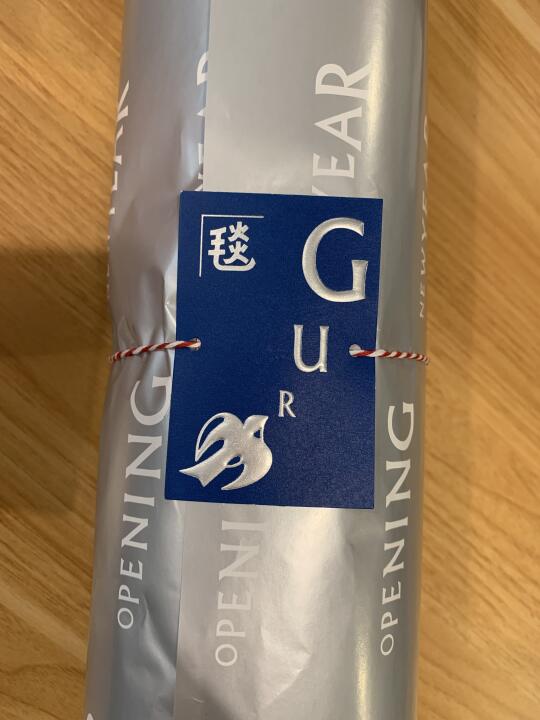 毯
G
U
R
OPENING
OPENING
OPENING
YEAR
NEW YEAR